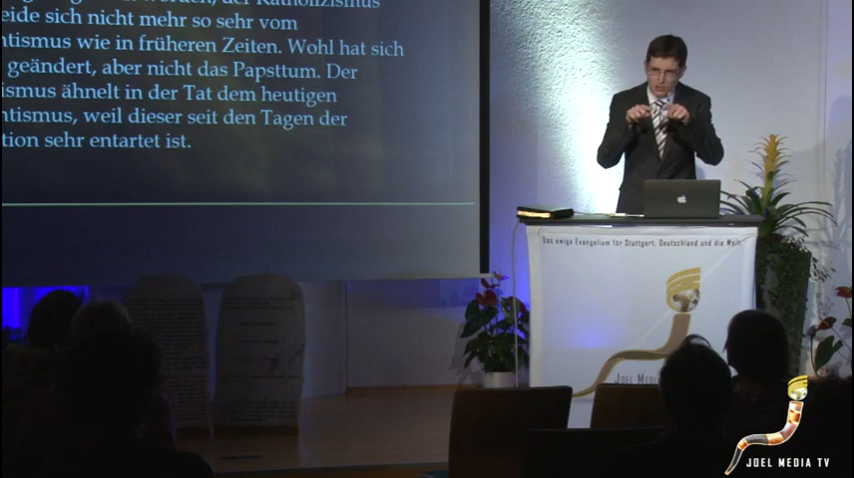 der Katholizismus
eide sich nicht mehr so sehr vom
ntismus wie in früheren Zeiten. Wohl hat sich
geändert, aber nicht das Papsttum. Der
ismus ähnelt in der Tat dem heutigen
ntismus, weil dieser seit den Tagen der
tion sehr entartet ist.
Das ewige Evangelium für Stuttgart, Deutschland und die Welt
JOEL MEDIA
JOEL MEDIA TV